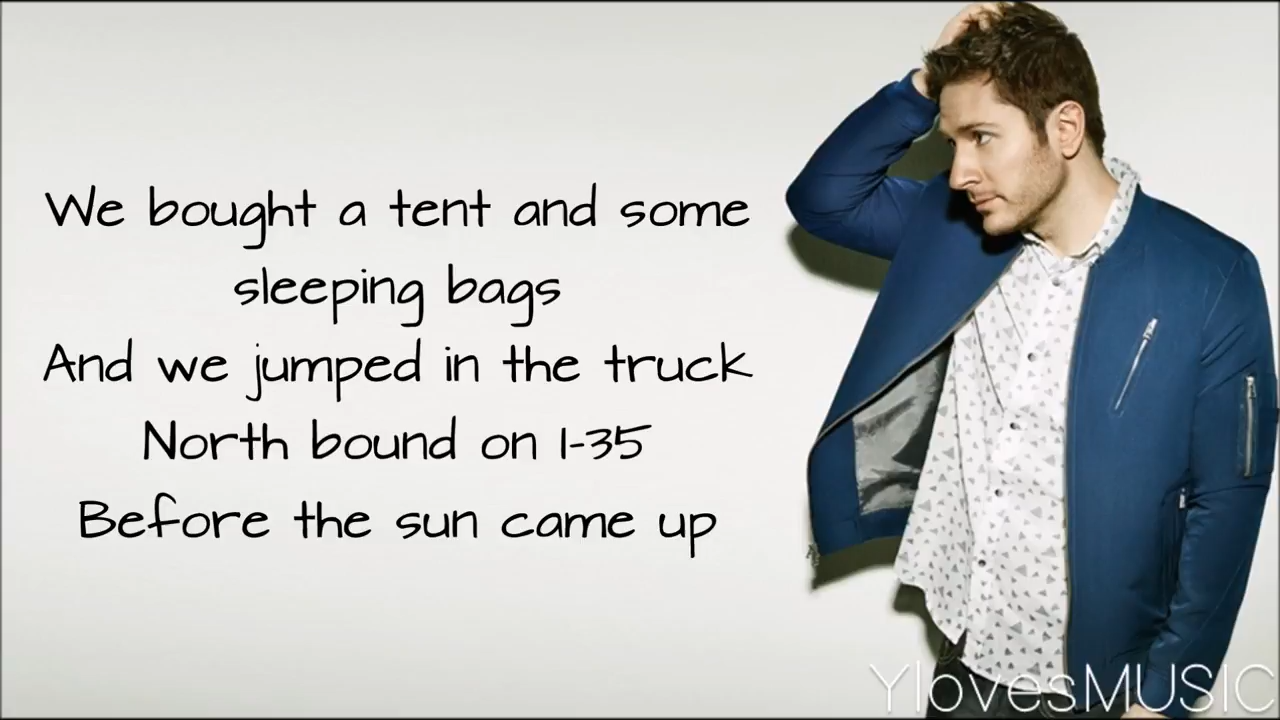 We bought a tent and some
sleeping bags
And we jumped in the truck
North bound on I-35
Before the sun came up
YlovesMUSIC